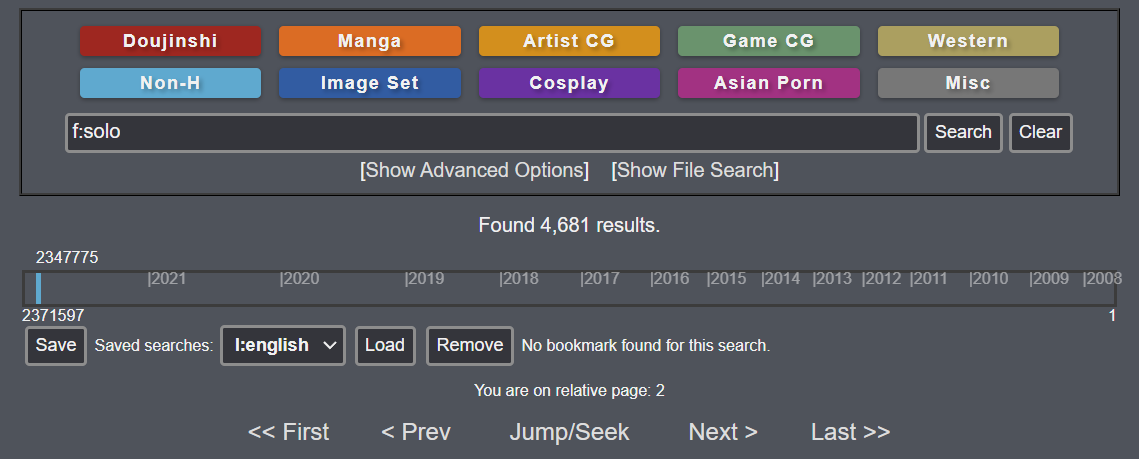 Doujinshi Manga Artist CG Game CG Western
Non-H Image Set Cosplay Asian Porn Misc
f:solo Search Clear
[Show Advanced Options] [Show File Search]
Found 4,681 results.
2347775
|2021 |2020 |2019 |2018 |2017 |2016 |2015 |2014 |2013 |2012 |2011 |2010 |2009 |2008
2371597 1
Save Saved searches: l:english Load Remove No bookmark found for this search.
You are on relative page: 2
<< First < Prev Jump/Seek Next > Last >>